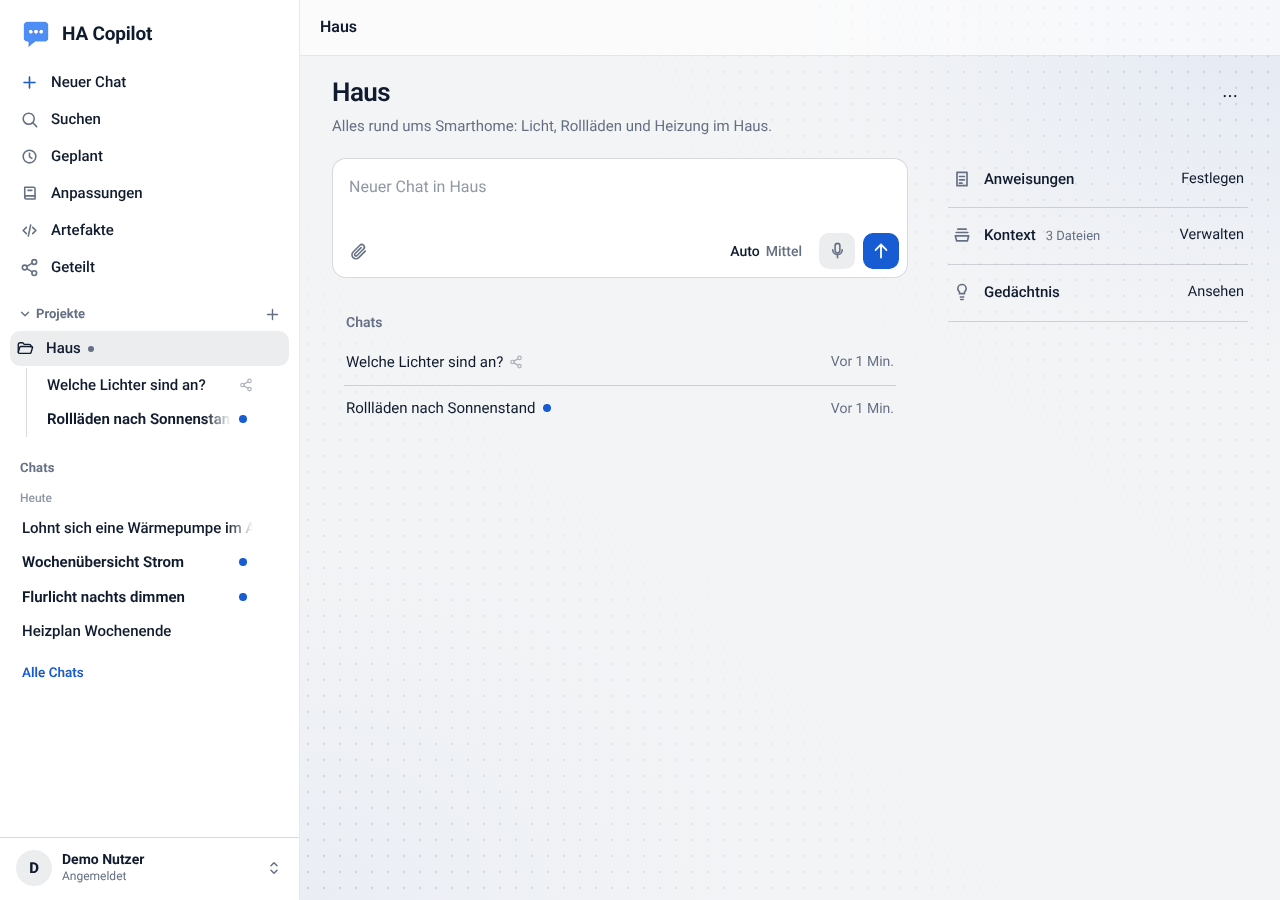 HA Copilot
Neuer Chat
Suchen
Geplant
Anpassungen
Artefakte
Geteilt
Projekte
Haus
Welche Lichter sind an?
Rollläden nach Sonnenstan
Chats
Heute
Lohnt sich eine Wärmepumpe im A
Wochenübersicht Strom
Flurlicht nachts dimmen
Heizplan Wochenende
Alle Chats
D
Demo Nutzer
Angemeldet
Haus
Haus
...
Alles rund ums Smarthome: Licht, Rollläden und Heizung im Haus.
Neuer Chat in Haus
Auto Mittel
Chats
Welche Lichter sind an? Vor 1 Min.
Rollläden nach Sonnenstand Vor 1 Min.
Anweisungen Festlegen
Kontext 3 Dateien Verwalten
Gedächtnis Ansehen